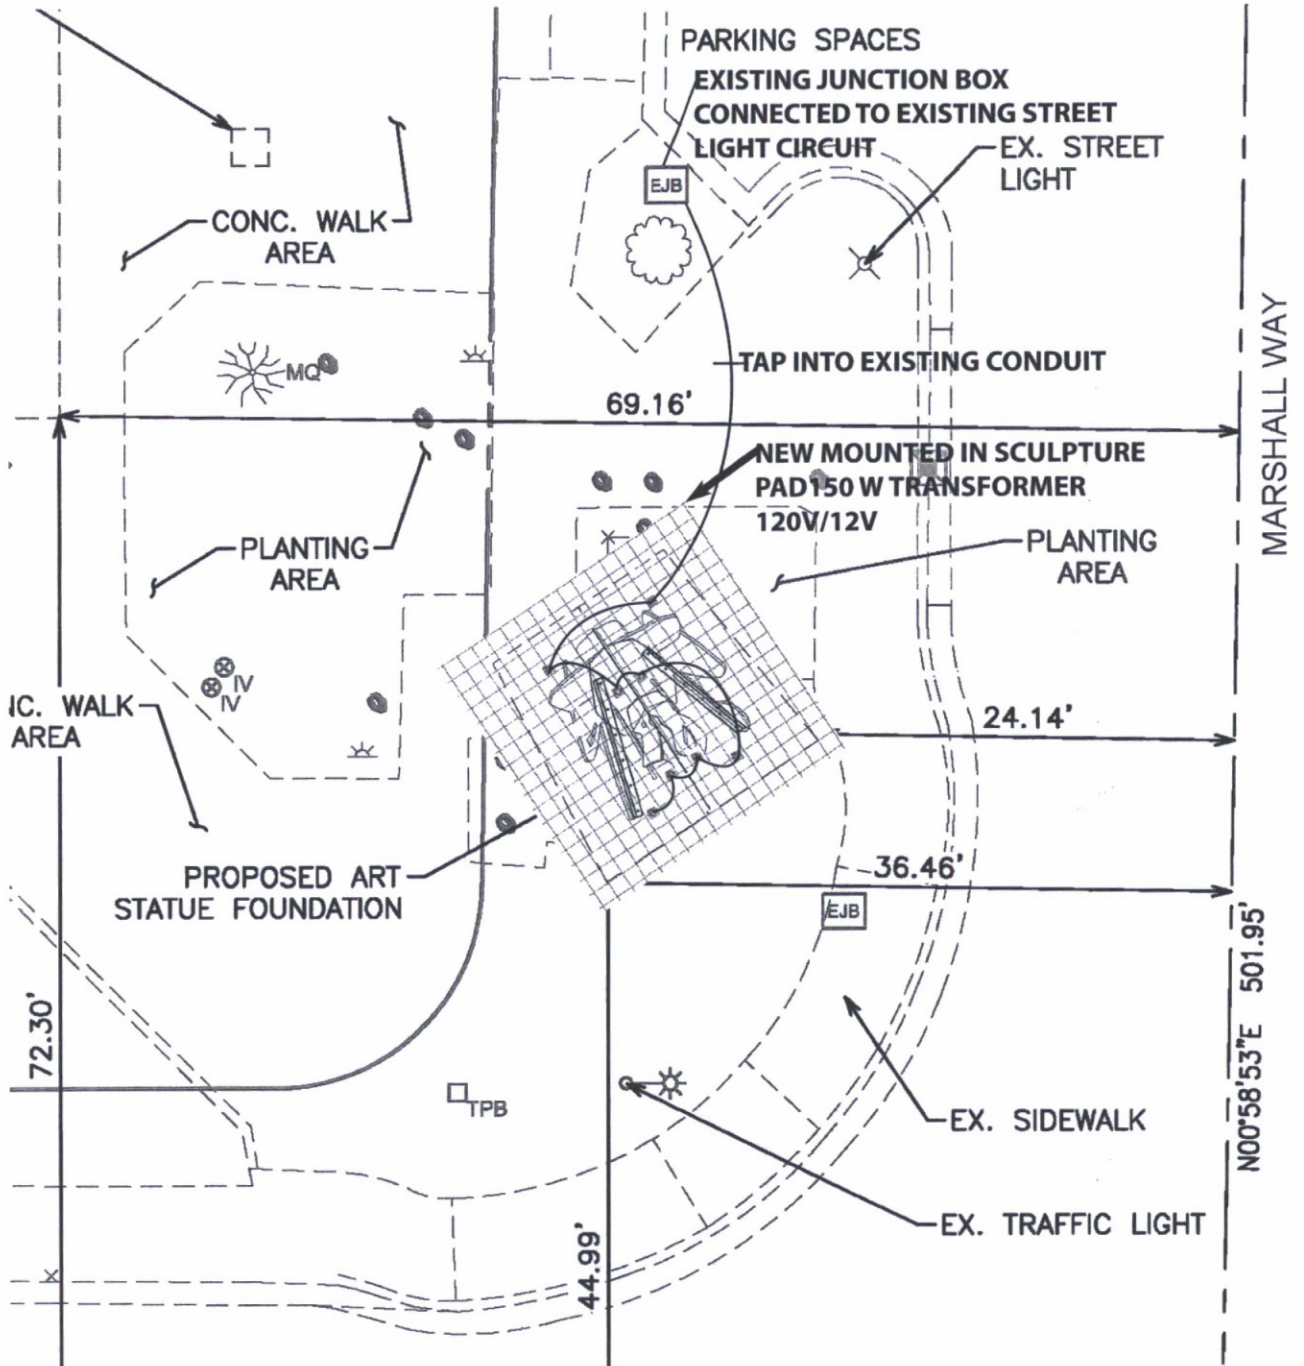 PARKING SPACES
EXISTING JUNCTION BOX
CONNECTED TO EXISTING STREET
LIGHT CIRCUIT
EX. STREET
LIGHT
EJB
CONC. WALK
AREA
MARSHALL WAY
MQ
TAP INTO EXISTING CONDUIT
69.16'
NEW MOUNTED IN SCULPTURE
PAD 150 W TRANSFORMER
120V/12V
PLANTING
AREA
PLANTING
AREA
IV
IV
NC. WALK
AREA
24.14'
PROPOSED ART
STATUE FOUNDATION
36.46'
EJB
N00°58'53"E 501.95'
72.30'
TPB
EX. SIDEWALK
EX. TRAFFIC LIGHT
44.99'